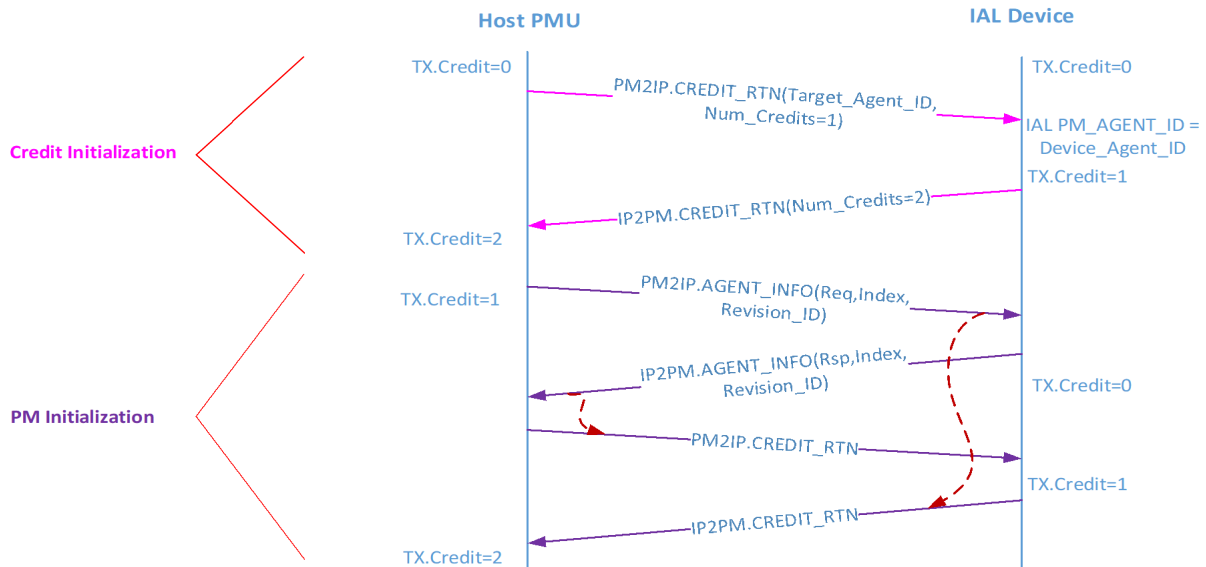 Host PMU
IAL Device
TX.Credit=0
TX.Credit=0
PM2IP.CREDIT_RTN(Target_Agent_ID,
Num_Credits=1)
IAL PM_AGENT_ID =
Device_Agent_ID
Credit Initialization
TX.Credit=1
IP2PM.CREDIT_RTN(Num_Credits=2)
TX.Credit=2
PM2IP.AGENT_INFO(Req,Index,
Revision_ID)
TX.Credit=1
IP2PM.AGENT_INFO(Rsp,Index,
Revision_ID)
TX.Credit=0
PM Initialization
PM2IP.CREDIT_RTN
TX.Credit=1
IP2PM.CREDIT_RTN
TX.Credit=2